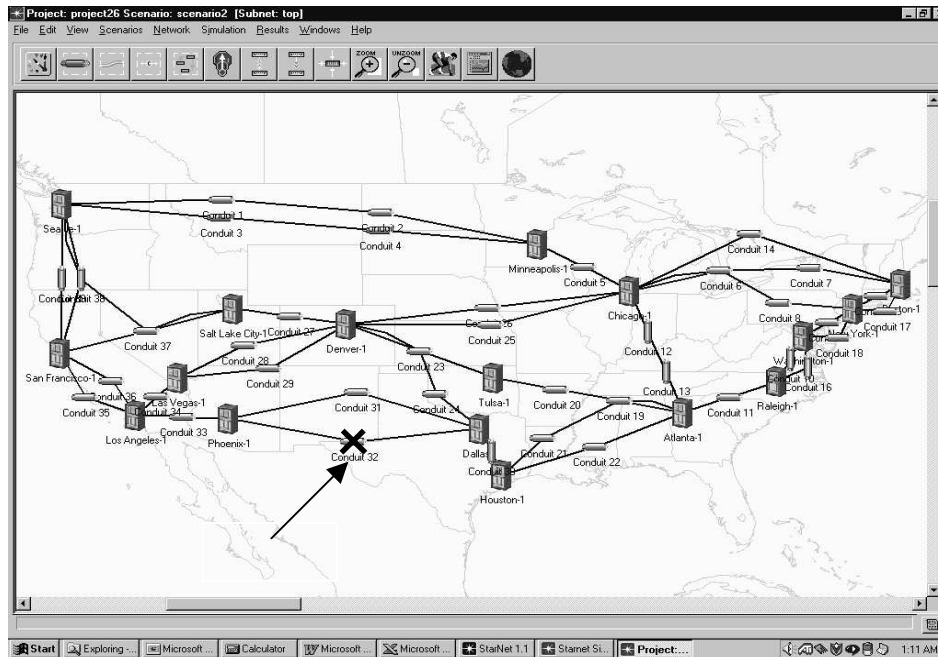 Project: project26 Scenario: scenario2 [Subnet: top]
File Edit View Scenarios Network Simulation Results Windows Help
ZOOM
UNZOOM
Conduit 1
Conduit 2
Conduit 3
Conduit 4
Conduit 14
Minneapolis-1
Conduit 5
Conduit 6
Conduit 7
Conduit 38
Chicago-1
Conduit 8
Conduit 17
Salt Lake City-1
Conduit 27
Conduit 25
Conduit 37
Denver-1
Conduit 28
Conduit 23
Conduit 12
Conduit 18
Conduit 29
San Francisco-1
Las Vegas-1
Tulsa-1
Conduit 13
Raleigh-1
Conduit 16
Conduit 36
Conduit 35
Conduit 34
Conduit 31
Conduit 24
Conduit 20
Conduit 19
Conduit 11
Conduit 33
Los Angeles-1
Phoenix-1
Atlanta-1
Conduit 32
Dallas
Conduit 21
Conduit 22
Houston-1
Start Exploring -... Microsoft ... Calculator Microsoft ... Microsoft ... StarNet 1.1 Starnet Si... Project:... 1:11 AM